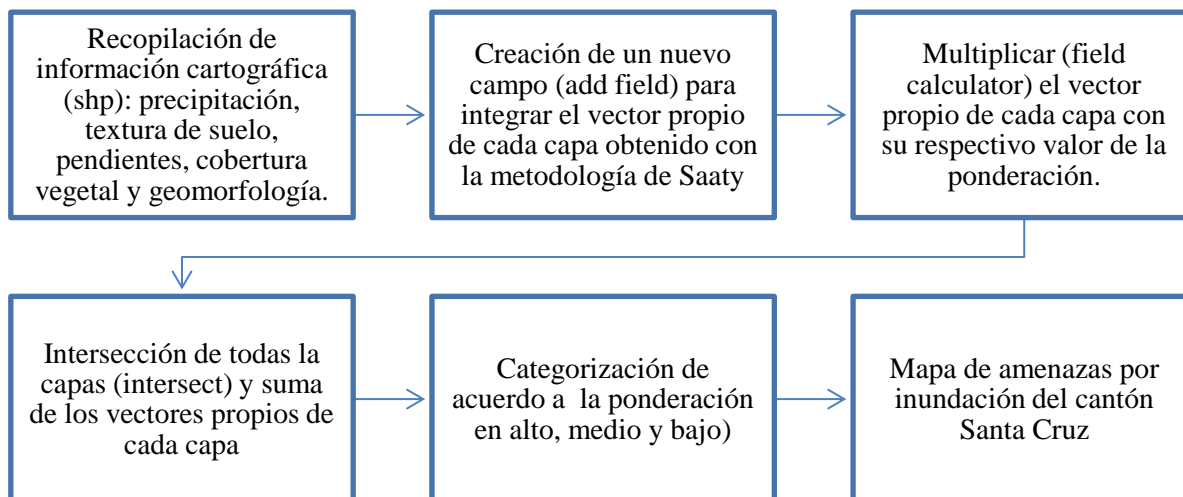 Recopilación de
información cartográfica
(shp): precipitación,
textura de suelo,
pendientes, cobertura
vegetal y geomorfología.
Creación de un nuevo
campo (add field) para
integrar el vector propio
de cada capa obtenido con
la metodología de Saaty
Multiplicar (field
calculator) el vector
propio de cada capa con
su respectivo valor de la
ponderación.
Intersección de todas la
capas (intersect) y suma
de los vectores propios de
cada capa
Categorización de
acuerdo a la ponderación
en alto, medio y bajo)
Mapa de amenazas por
inundación del cantón
Santa Cruz